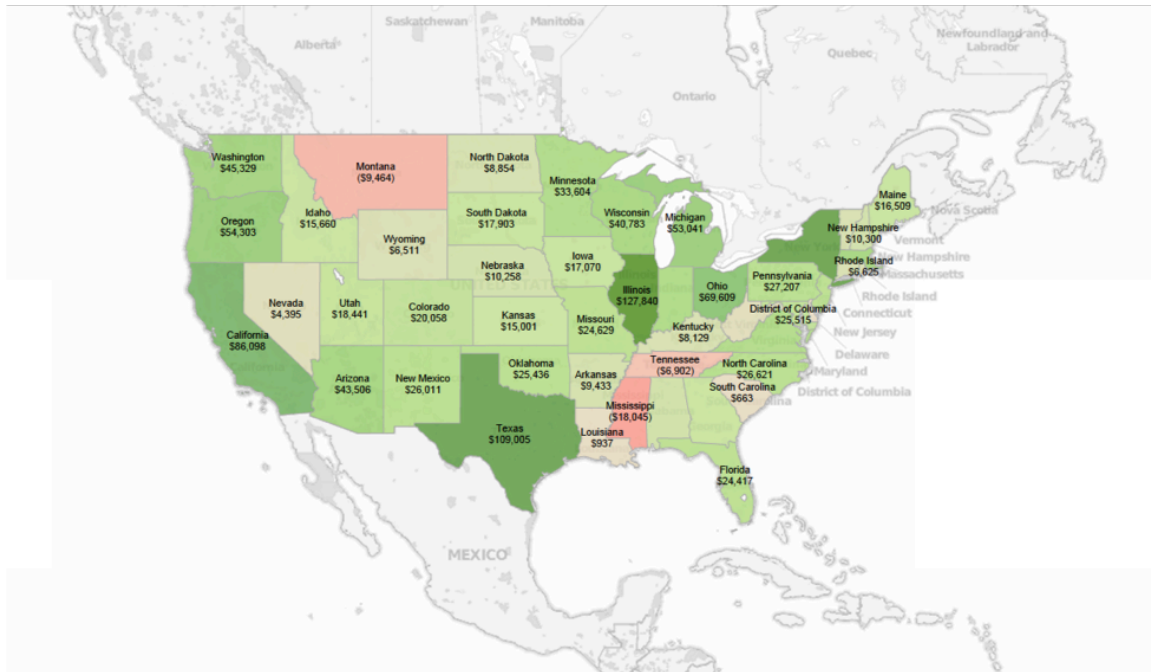 Saskatchewan
Manitoba
Alberta
Newfoundland and
Labrador
Quebec
Ontario
Washington
$45,329
Montana
($9,464)
North Dakota
$8,854
Minnesota
$33,604
Maine
$16,509
Oregon
$54,303
Idaho
$15,660
South Dakota
$17,903
Wisconsin
$40,783
Michigan
$53,041
Nova Scotia
Wyoming
$6,511
New York
New Hampshire
$10,300
Vermont
New Hampshire
Massachusetts
Iowa
$17,070
Rhode Island
$6,625
Nebraska
$10,258
UNITED STATES
Illinois
$127,840
Ohio
$69,609
Pennsylvania
$27,207
Rhode Island
Connecticut
Nevada
$4,395
Utah
$18,441
Colorado
$20,058
Kansas
$15,001
Missouri
$24,629
Kentucky
$8,129
District of Columbia
$25,515
New Jersey
Virginia
Delaware
California
$86,098
California
Maryland
District of Columbia
Tennessee
($6,902)
North Carolina
$26,621
Arizona
$43,506
New Mexico
$26,011
Oklahoma
$25,436
Arkansas
$9,433
South Carolina
$663
Mississippi
($18,045)
Georgia
Texas
$109,005
Louisiana
$937
Florida
$24,417
MEXICO